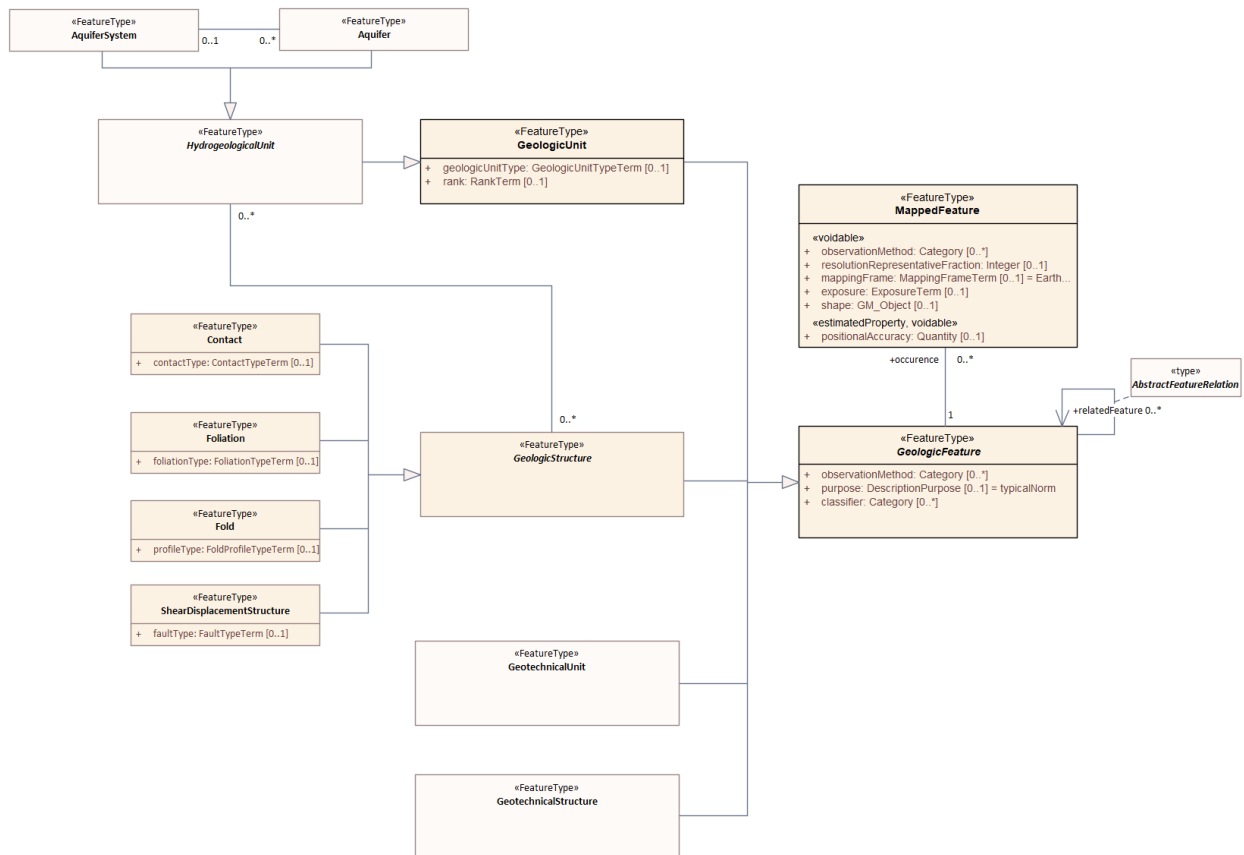 «FeatureType»
AquiferSystem
0..1
0..*
«FeatureType»
Aquifer
«FeatureType»
HydrogeologicalUnit
0..*
«FeatureType»
GeologicUnit
+ geologicUnitType: GeologicUnitTypeTerm [0..1]
+ rank: RankTerm [0..1]
«FeatureType»
MappedFeature
«voidable»
+ observationMethod: Category [0..*]
+ resolutionRepresentativeFraction: Integer [0..1]
+ mappingFrame: MappingFrameTerm [0..1] = Earth...
+ exposure: ExposureTerm [0..1]
+ shape: GM_Object [0..1]
«estimatedProperty, voidable»
+ positionalAccuracy: Quantity [0..1]
+occurence
0..*
1
«type»
AbstractFeatureRelation
+relatedFeature 0..*
«FeatureType»
GeologicFeature
+ observationMethod: Category [0..*]
+ purpose: DescriptionPurpose [0..1] = typicalNorm
+ classifier: Category [0..*]
«FeatureType»
Contact
+ contactType: ContactTypeTerm [0..1]
«FeatureType»
Foliation
+ foliationType: FoliationTypeTerm [0..1]
«FeatureType»
Fold
+ profileType: FoldProfileTypeTerm [0..1]
«FeatureType»
ShearDisplacementStructure
+ faultType: FaultTypeTerm [0..1]
0..*
«FeatureType»
GeologicStructure
«FeatureType»
GeotechnicalUnit
«FeatureType»
GeotechnicalStructure